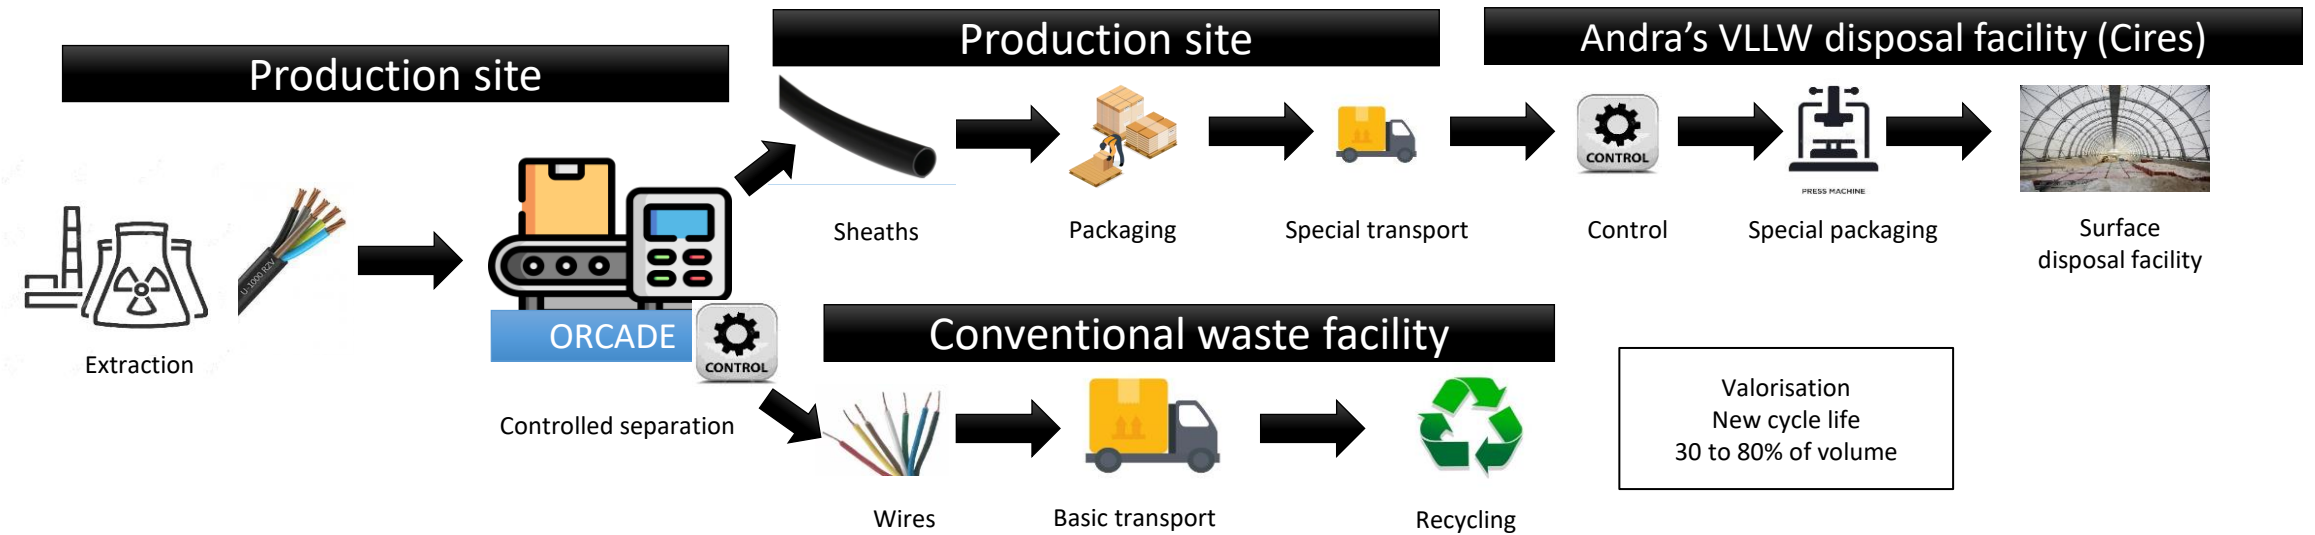 Production site
Production site
Andra's VLLW disposal facility (Cires)
U-1000 R2V
CONTROL
PRESS MACHINE
Sheaths
Packaging
Special transport
Control
Special packaging
Surface
disposal facility
Extraction
ORCADE
CONTROL
Controlled separation
Conventional waste facility
Wires
Basic transport
Recycling
Valorisation
New cycle life
30 to 80% of volume